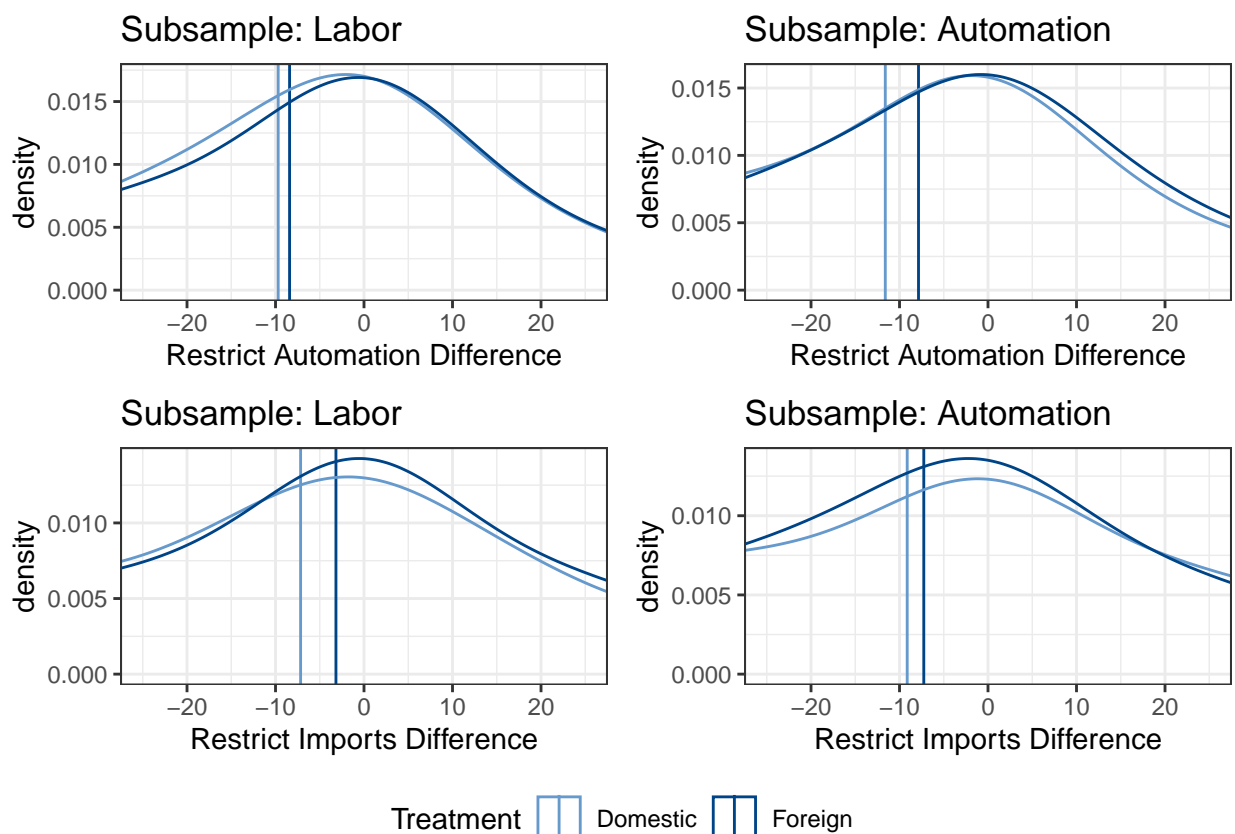 Subsample: Labor
Subsample: Automation
density
0.015
0.010
0.005
0.000
−20 −10 0 10 20
Restrict Automation Difference
density
0.015
0.010
0.005
0.000
−20 −10 0 10 20
Restrict Automation Difference
Subsample: Labor
Subsample: Automation
density
0.010
0.005
0.000
−20 −10 0 10 20
Restrict Imports Difference
density
0.010
0.005
0.000
−20 −10 0 10 20
Restrict Imports Difference
Treatment Domestic Foreign